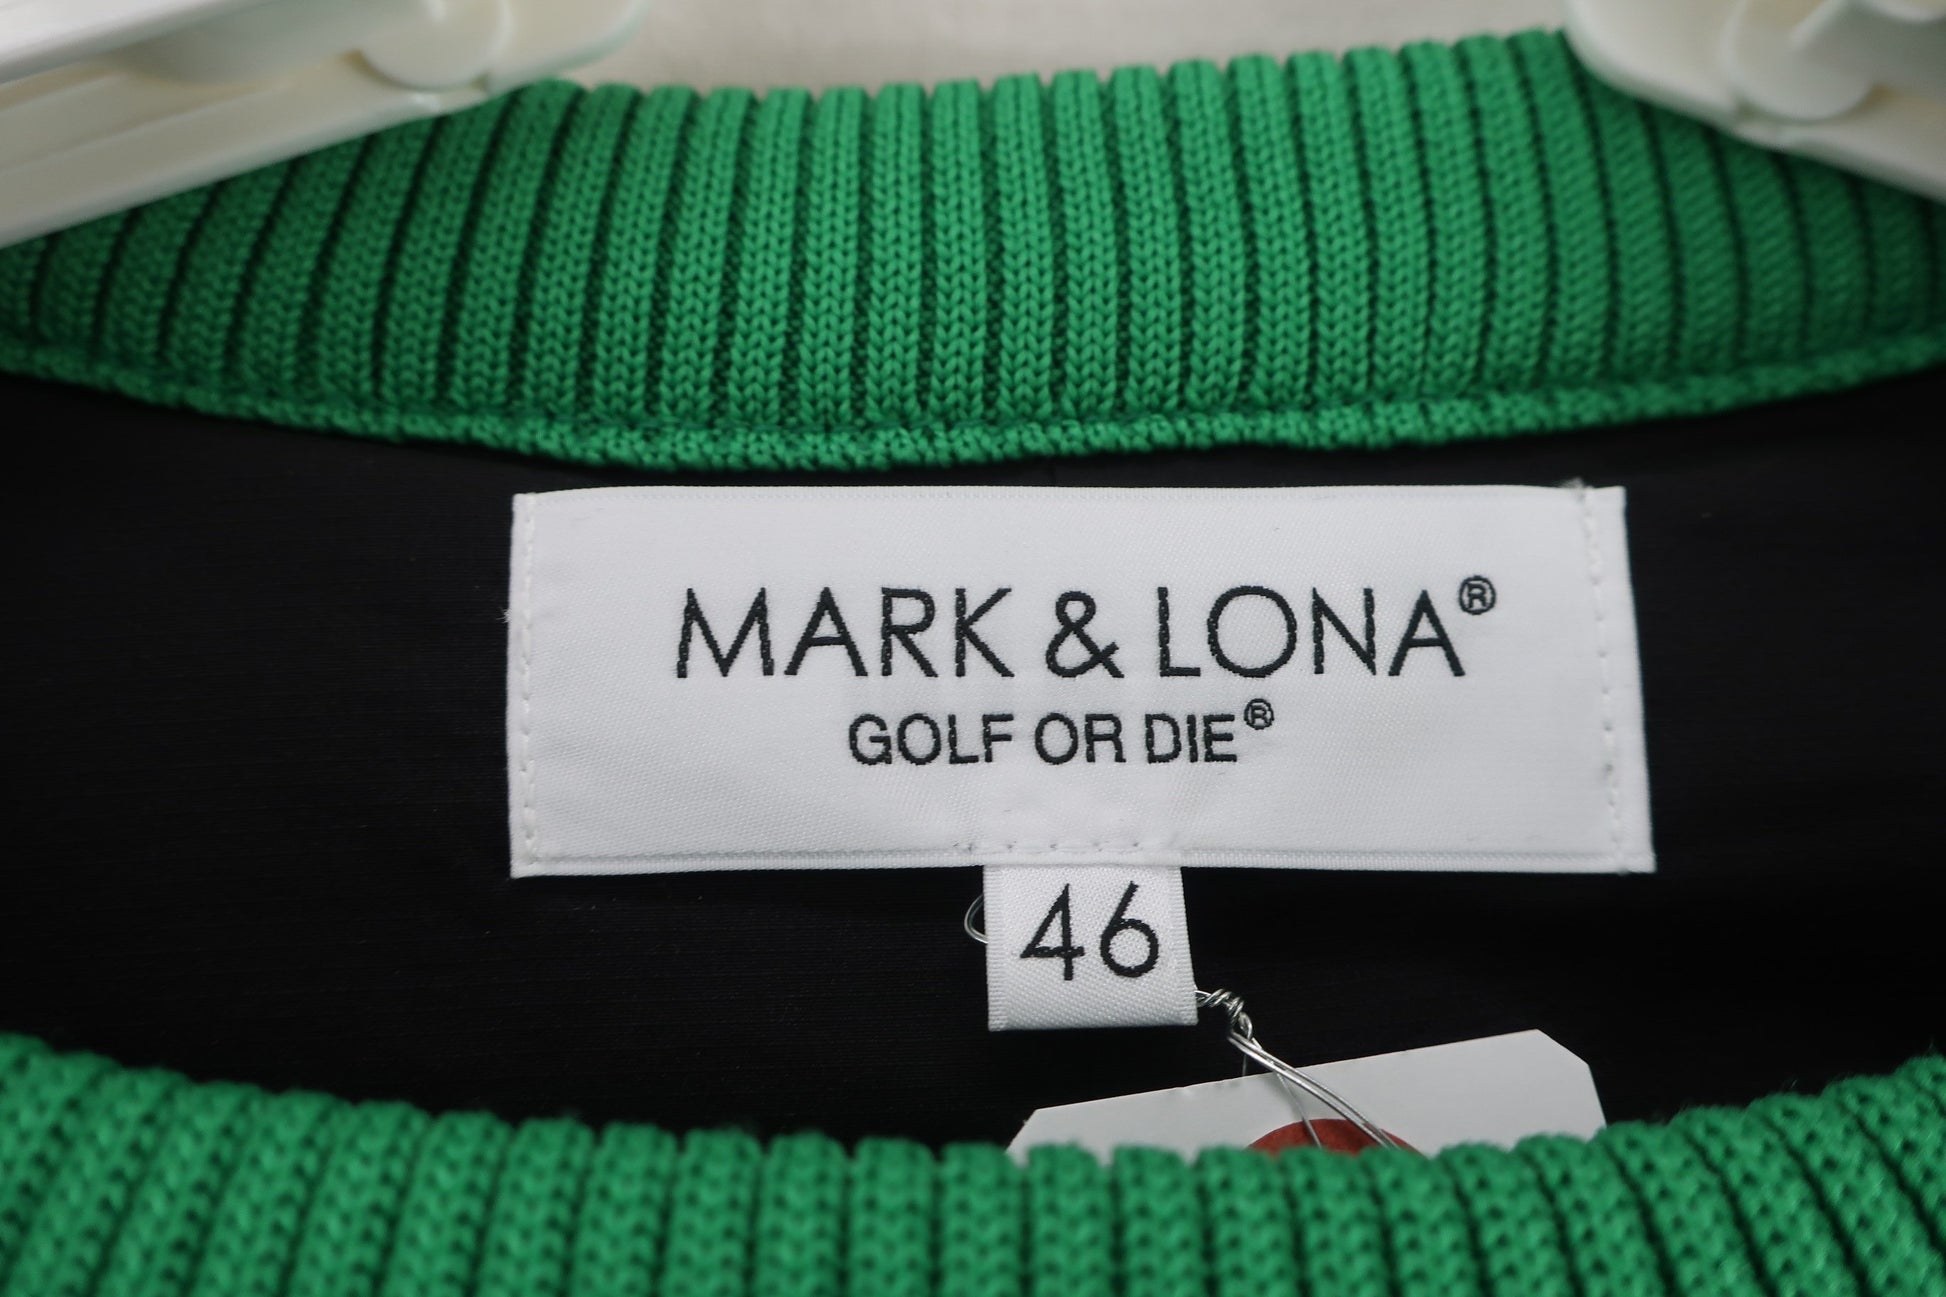 MARK & LONA®
GOLF OR DIE®
46